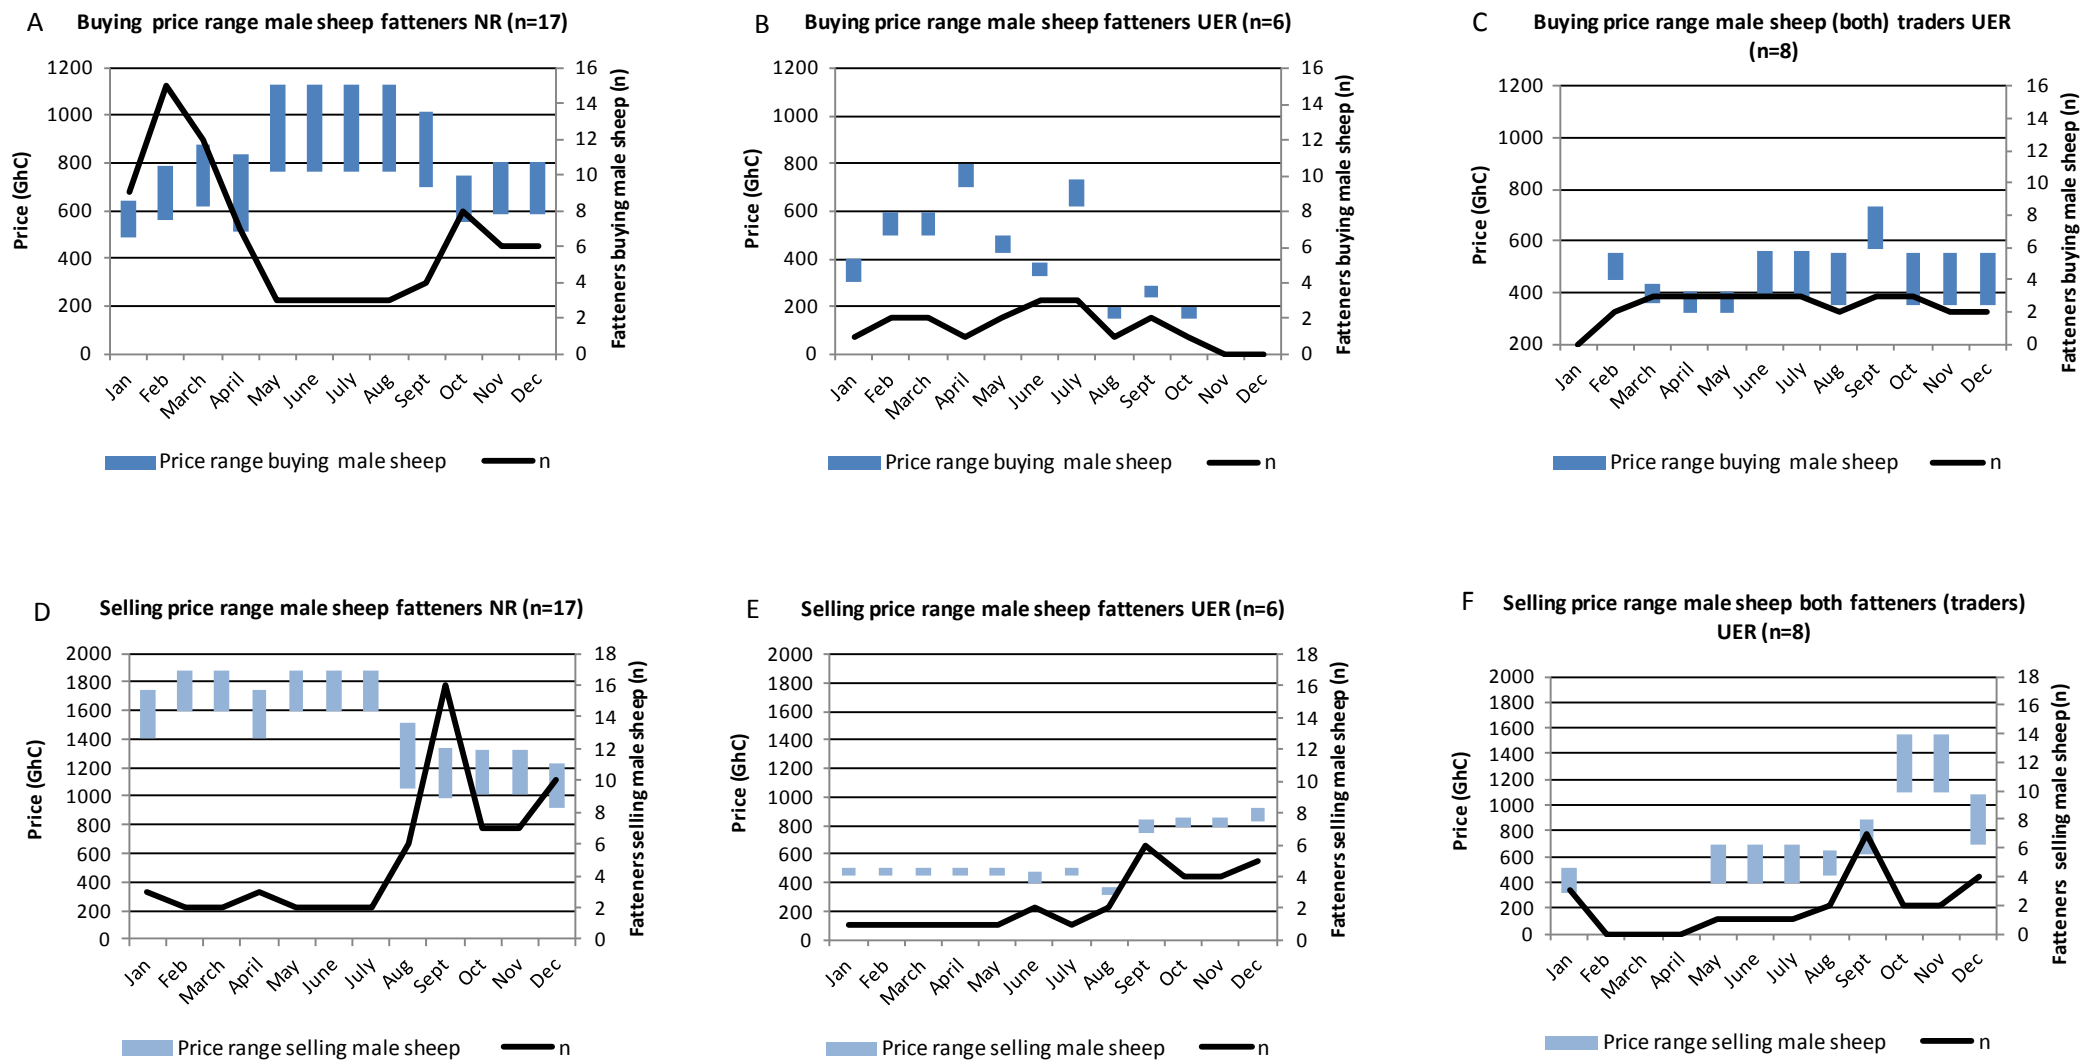 A
Buying price range male sheep fatteners NR (n=17)
Price (GhC)
1200
1000
800
600
400
200
0
16
14
12
10
8
6
4
2
0
Fatteners buying male sheep (n)
Jan
Feb
March
April
May
June
July
Aug
Sept
Oct
Nov
Dec
Price range buying male sheep
n
B
Buying price range male sheep fatteners UER (n=6)
Price (GhC)
1200
1000
800
600
400
200
0
16
14
12
10
8
6
4
2
0
Fatteners buying male sheep (n)
Jan
Feb
March
April
May
June
July
Aug
Sept
Oct
Nov
Dec
Price range buying male sheep
n
C
Buying price range male sheep (both) traders UER
(n=8)
Price (GhC)
1200
1000
800
600
400
200
16
14
12
10
8
6
4
2
0
Fatteners buying male sheep (n)
Jan
Feb
March
April
May
June
July
Aug
Sept
Oct
Nov
Dec
Price range buying male sheep
n
D
Selling price range male sheep fatteners NR (n=17)
Price (GhC)
2000
1800
1600
1400
1200
1000
800
600
400
200
0
18
16
14
12
10
8
6
4
2
0
Fatteners selling male sheep (n)
Jan
Feb
March
April
May
June
July
Aug
Sept
Oct
Nov
Dec
Price range selling male sheep
n
E
Selling price range male sheep fatteners UER (n=6)
Price (GhC)
2000
1800
1600
1400
1200
1000
800
600
400
200
0
18
16
14
12
10
8
6
4
2
0
Fatteners selling male sheep (n)
Jan
Feb
March
April
May
June
July
Aug
Sept
Oct
Nov
Dec
Price range selling male sheep
n
F
Selling price range male sheep both fatteners (traders)
UER (n=8)
Price (GhC)
2000
1800
1600
1400
1200
1000
800
600
400
200
0
18
16
14
12
10
8
6
4
2
0
Fatteners selling male sheep (n)
Jan
Feb
March
April
May
June
July
Aug
Sept
Oct
Nov
Dec
Price range selling male sheep
n